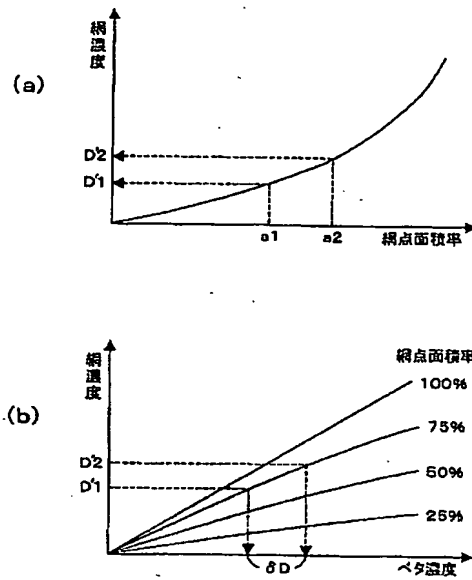 (a)
網濃度
D'2
D'1
a1
a2
網点面積率
(b)
網濃度
網点面積率
100%
75%
50%
25%
D'2
D'1
δD
ベタ濃度